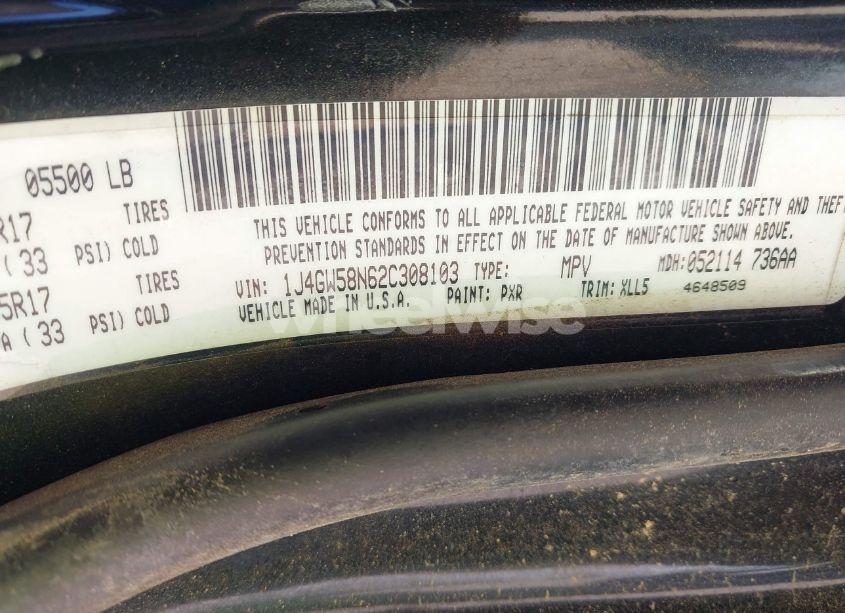 05500 LB
R17 TIRES
( 33 PSI) COLD
5R17 TIRES
A ( 33 PSI) COLD
THIS VEHICLE CONFORMS TO ALL APPLICABLE FEDERAL MOTOR VEHICLE SAFETY AND THEFT
PREVENTION STANDARDS IN EFFECT ON THE DATE OF MANUFACTURE SHOWN ABOVE.
VIN: 1J4GW58N62C308103 TYPE: MPV MDH: 052114 736AA
VEHICLE MADE IN U.S.A. PAINT: PXR TRIM: XLL5 4648509
wheelwise